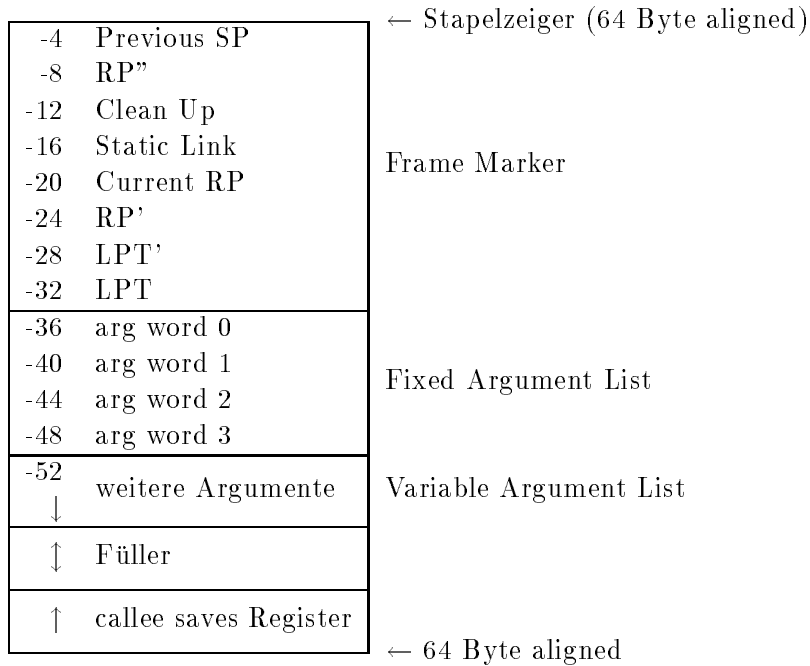 ← Stapelzeiger (64 Byte aligned)
-4 Previous SP
-8 RP”
-12 Clean Up
-16 Static Link
Frame Marker
-20 Current RP
-24 RP’
-28 LPT’
-32 LPT
-36 arg word 0
-40 arg word 1
Fixed Argument List
-44 arg word 2
-48 arg word 3
-52
↓ weitere Argumente Variable Argument List
↕ Füller
↑ callee saves Register
← 64 Byte aligned